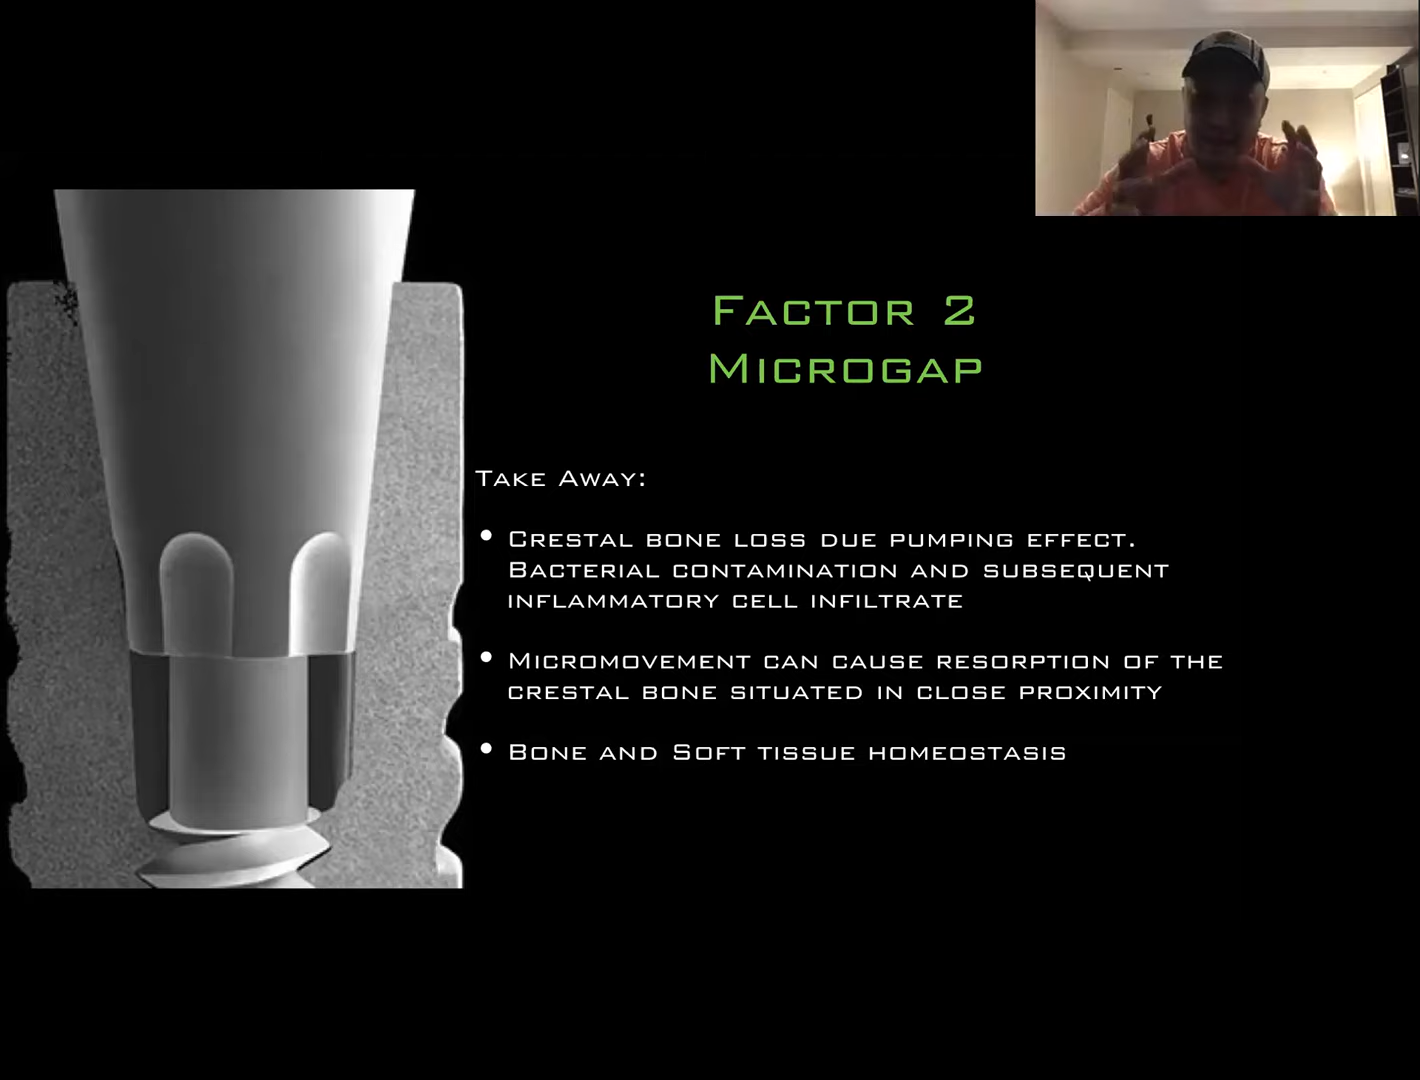 Factor 2
Microgap
Take Away:
• Crestal bone loss due pumping effect.
Bacterial contamination and subsequent
inflammatory cell infiltrate
• Micromovement can cause resorption of the
crestal bone situated in close proximity
• Bone and Soft tissue homeostasis